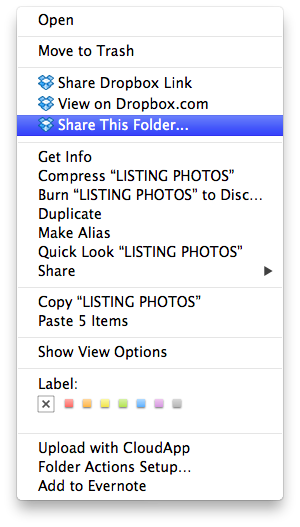 Open
Move to Trash
Share Dropbox Link
View on Dropbox.com
Share This Folder...
Get Info
Compress “LISTING PHOTOS”
Burn “LISTING PHOTOS” to Disc...
Duplicate
Make Alias
Quick Look “LISTING PHOTOS”
Share
Copy “LISTING PHOTOS”
Paste 5 Items
Show View Options
Label:
Upload with CloudApp
Folder Actions Setup...
Add to Evernote